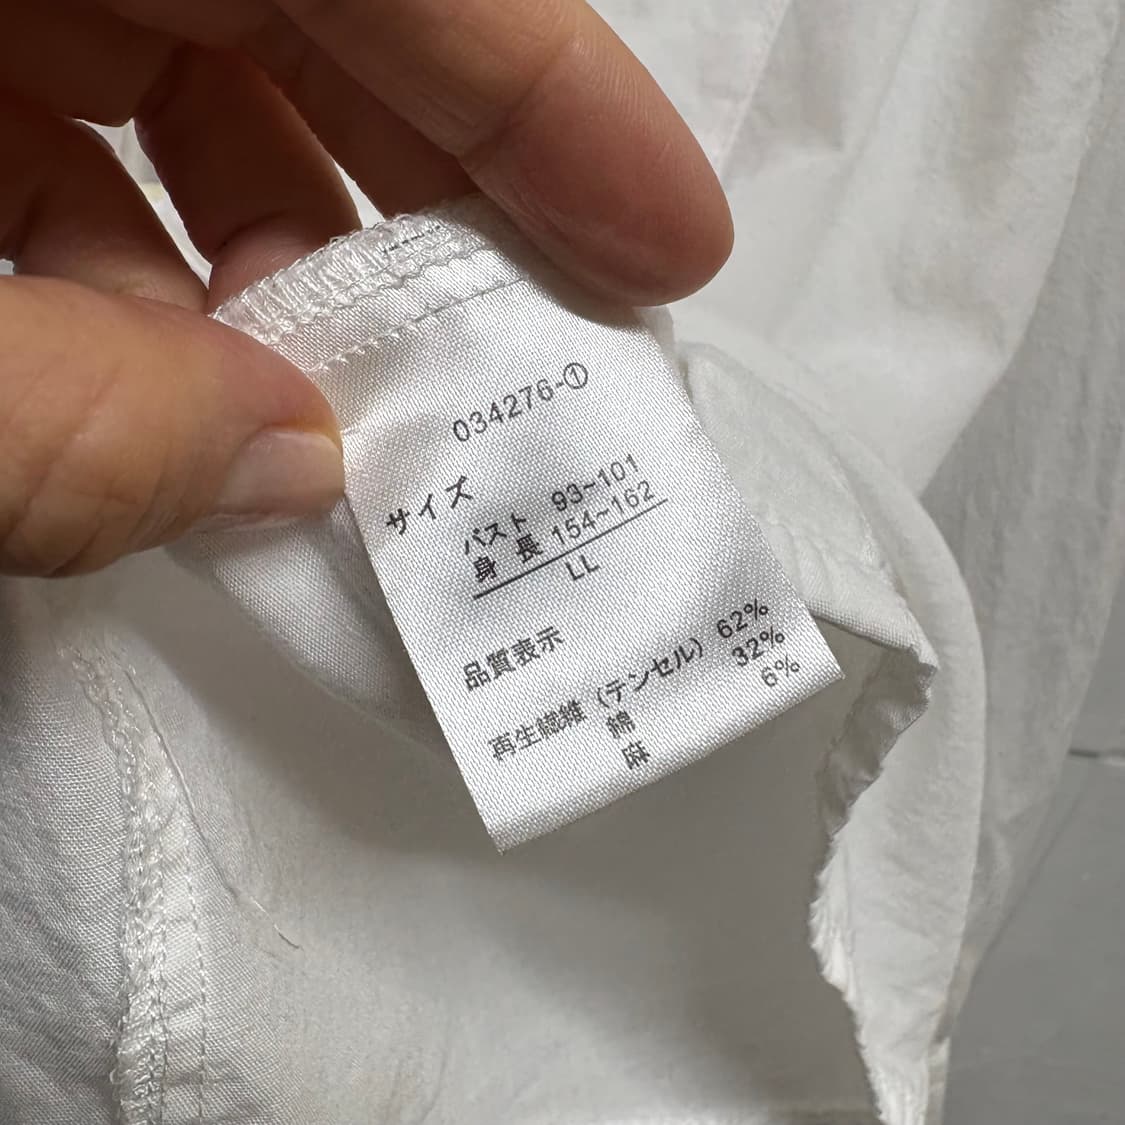 034276-①
サイズ
バスト 93~101
身長 154~162
LL
品質表示
再生繊維（テンセル） 62%
綿 32%
麻 6%